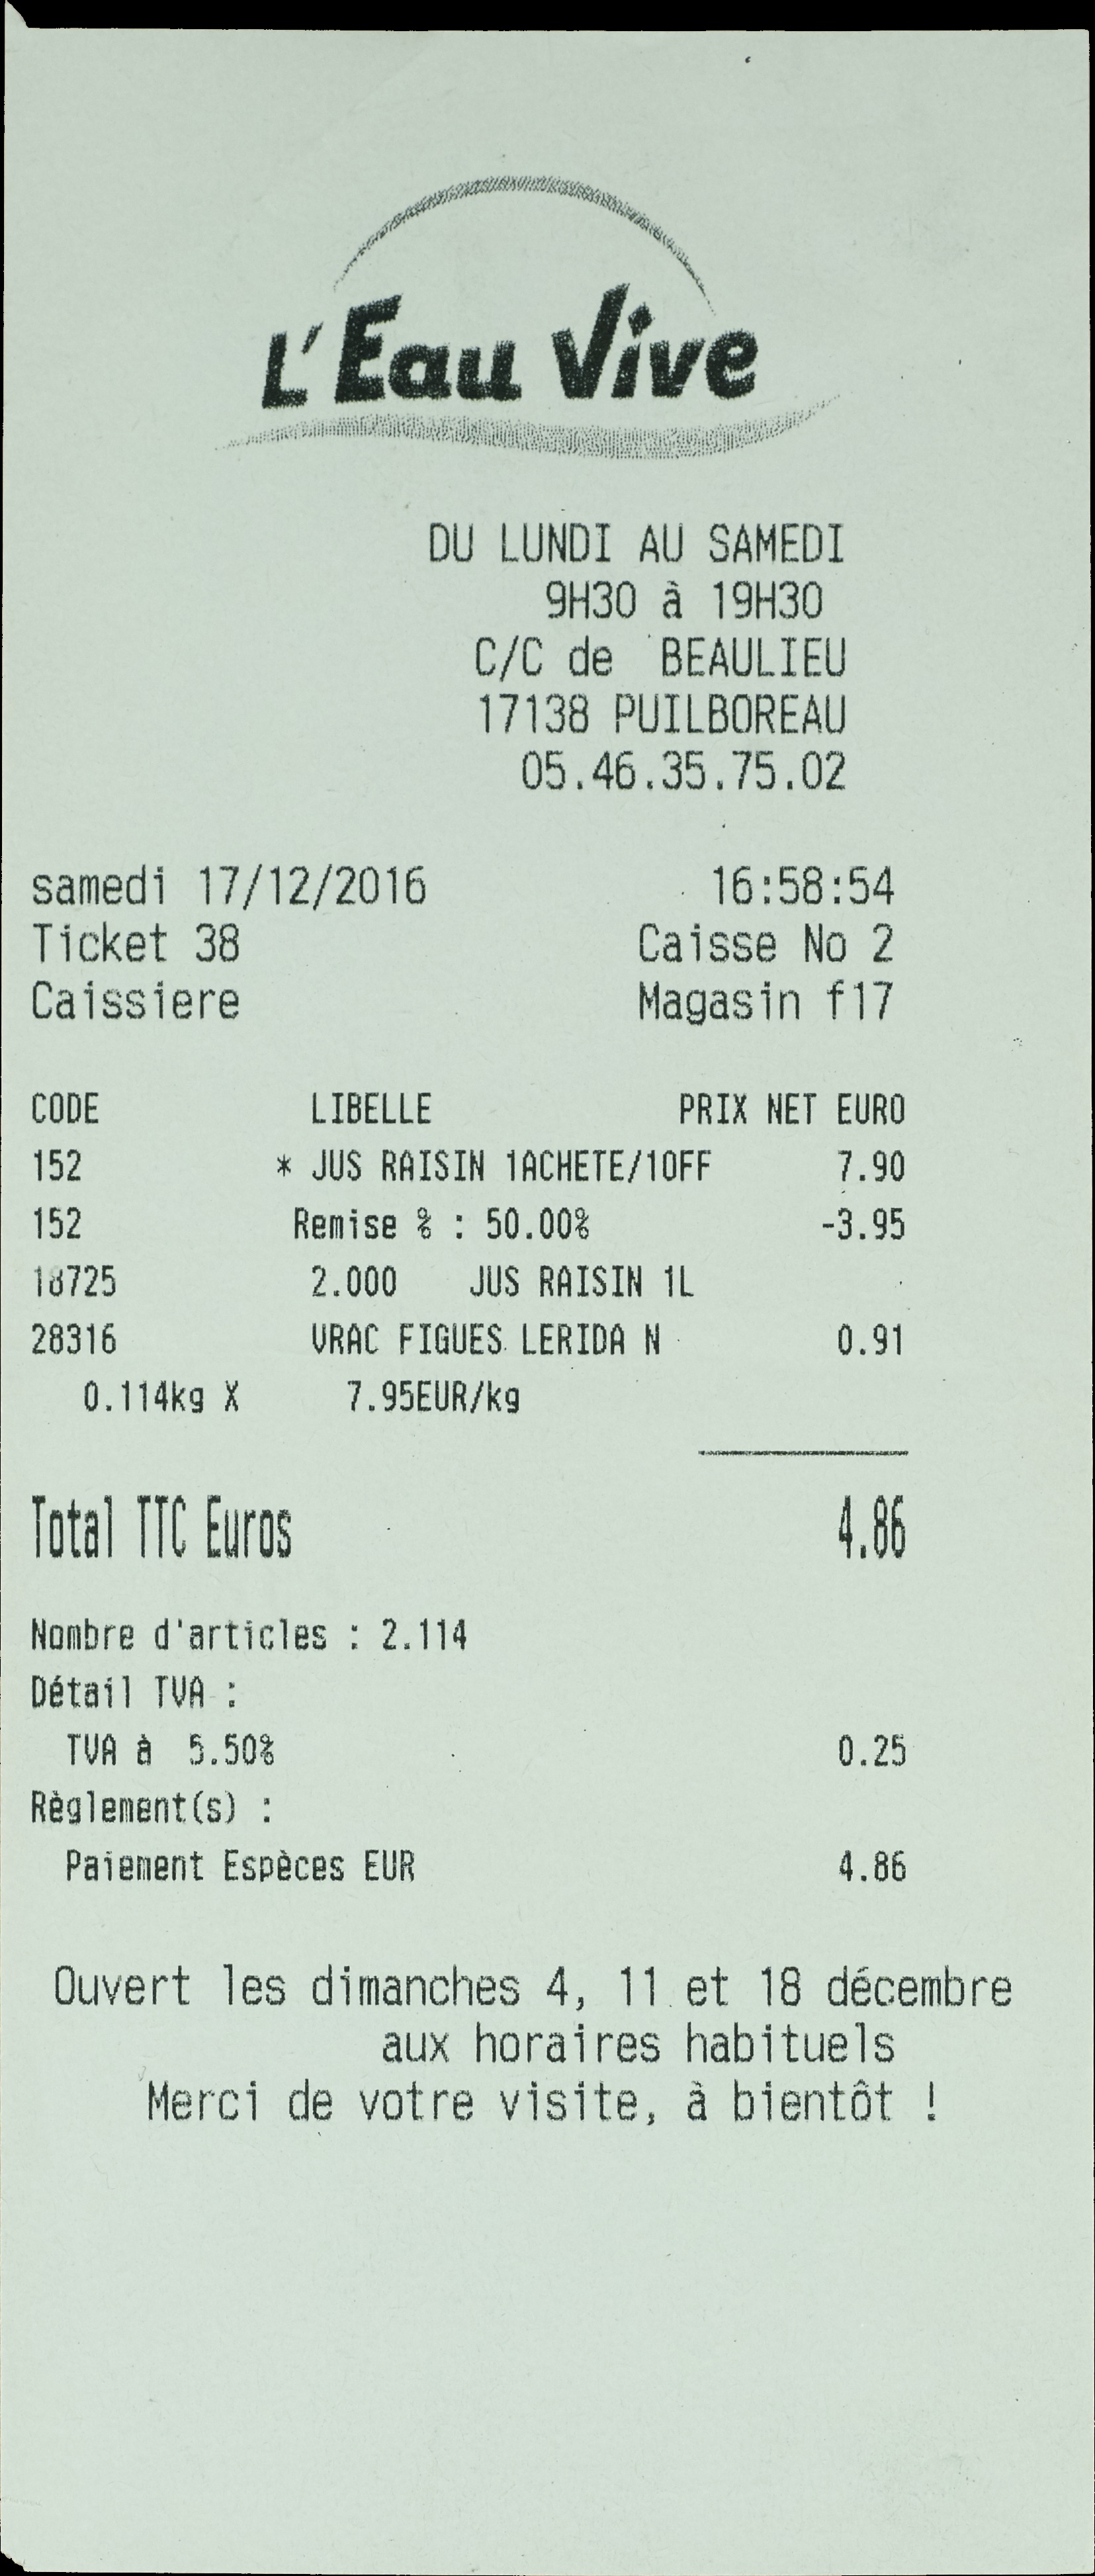 L'Eau Vive
DU LUNDI AU SAMEDI
9H30 à 19H30
C/C de BEAULIEU
17138 PUILBOREAU
05.46.35.75.02
samedi 17/12/2016 16:58:54
Ticket 38 Caisse No 2
Caissiere Magasin f17
CODE LIBELLE PRIX NET EURO
152 * JUS RAISIN 1ACHETE/1OFF 7.90
152 Remise % : 50.00% -3.95
18725 2.000 JUS RAISIN 1L
28316 VRAC FIGUES LERIDA N 0.91
0.114kg X 7.95EUR/kg
Total TTC Euros 4.86
Nombre d'articles : 2.114
Détail TVA :
TVA à 5.50% 0.25
Règlement(s) :
Paiement Espèces EUR 4.86
Ouvert les dimanches 4, 11 et 18 décembre
aux horaires habituels
Merci de votre visite, à bientôt !